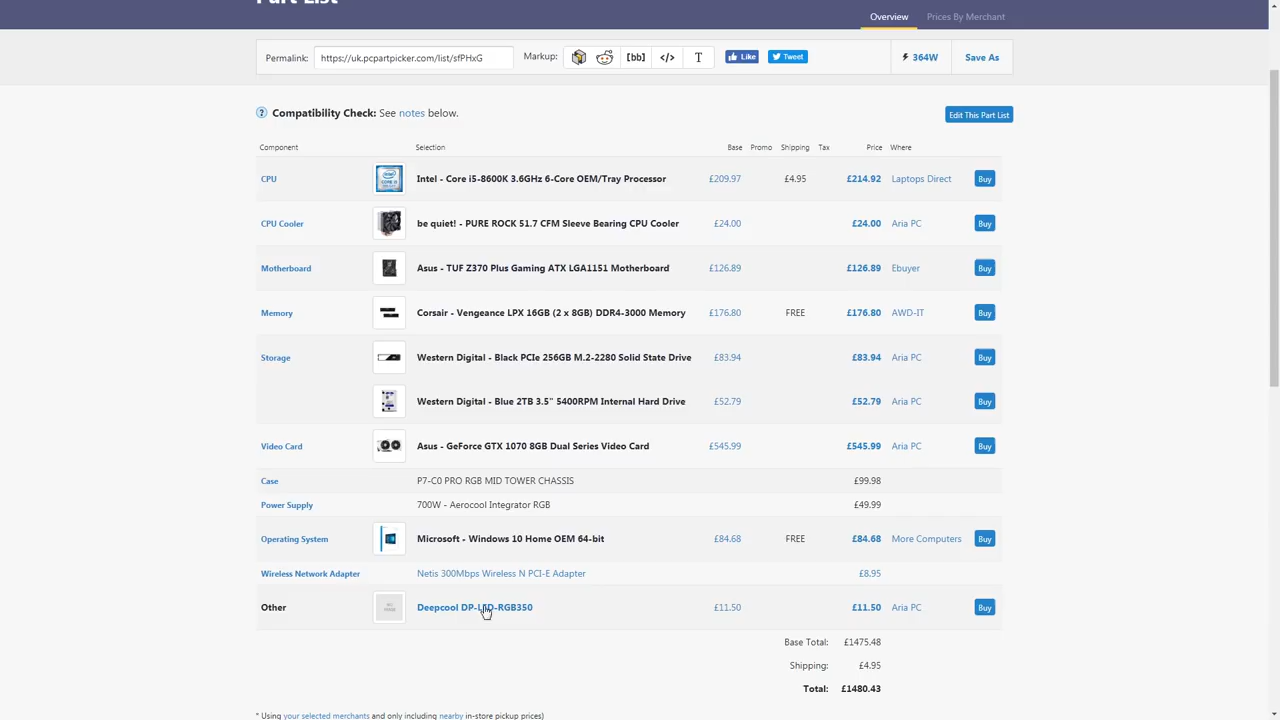 Part List
Overview Prices By Merchant
Permalink: https://uk.pcpartpicker.com/list/sfPHxG Markup: [bb] </> T Like Tweet 364W Save As
Compatibility Check: See notes below. Edit This Part List
Component Selection Base Promo Shipping Tax Price Where
CPU Intel - Core i5-8600K 3.6GHz 6-Core OEM/Tray Processor £209.97 £4.95 £214.92 Laptops Direct Buy
CPU Cooler be quiet! - PURE ROCK 51.7 CFM Sleeve Bearing CPU Cooler £24.00 £24.00 Aria PC Buy
Motherboard Asus - TUF Z370 Plus Gaming ATX LGA1151 Motherboard £126.89 £126.89 Ebuyer Buy
Memory Corsair - Vengeance LPX 16GB (2 x 8GB) DDR4-3000 Memory £176.80 FREE £176.80 AWD-IT Buy
Storage Western Digital - Black PCIe 256GB M.2-2280 Solid State Drive £83.94 £83.94 Aria PC Buy
Western Digital - Blue 2TB 3.5" 5400RPM Internal Hard Drive £52.79 £52.79 Aria PC Buy
Video Card Asus - GeForce GTX 1070 8GB Dual Series Video Card £545.99 £545.99 Aria PC Buy
Case P7-C0 PRO RGB MID TOWER CHASSIS £99.98
Power Supply 700W - Aerocool Integrator RGB £49.99
Operating System Microsoft - Windows 10 Home OEM 64-bit £84.68 FREE £84.68 More Computers Buy
Wireless Network Adapter Netis 300Mbps Wireless N PCI-E Adapter £8.95
Other Deepcool DP-LED-RGB350 £11.50 £11.50 Aria PC Buy
Base Total: £1475.48
Shipping: £4.95
Total: £1480.43
* Using your selected merchants and only including nearby in-store pickup prices)